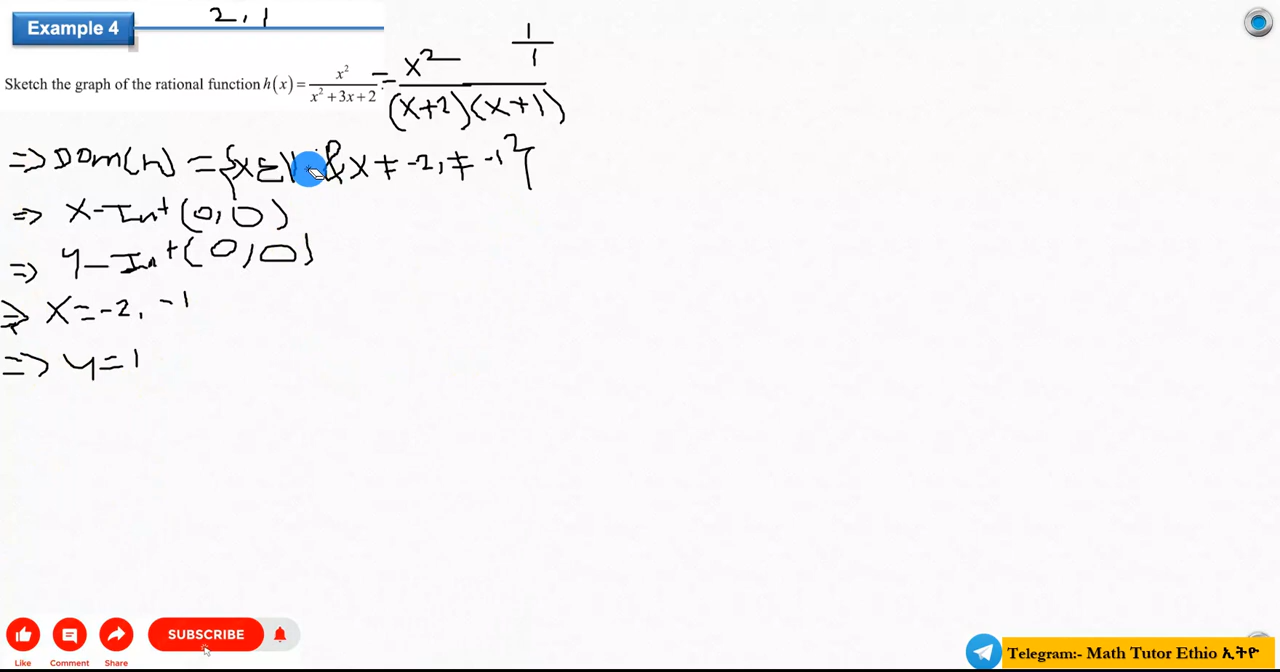 2, 1
Example 4
Sketch the graph of the rational function h(x) = x² / x² + 3x + 2 . = x² / (x+2)(x+1) 1/1
=> Dom(h) = {x ∈ & x ≠ -2, ≠ -1}
=> x-Int (0,0)
=> y-Int (0,0)
=> x = -2, -1
=> y = 1
Like Comment Share SUBSCRIBE
Telegram:- Math Tutor Ethio ኢትዮ